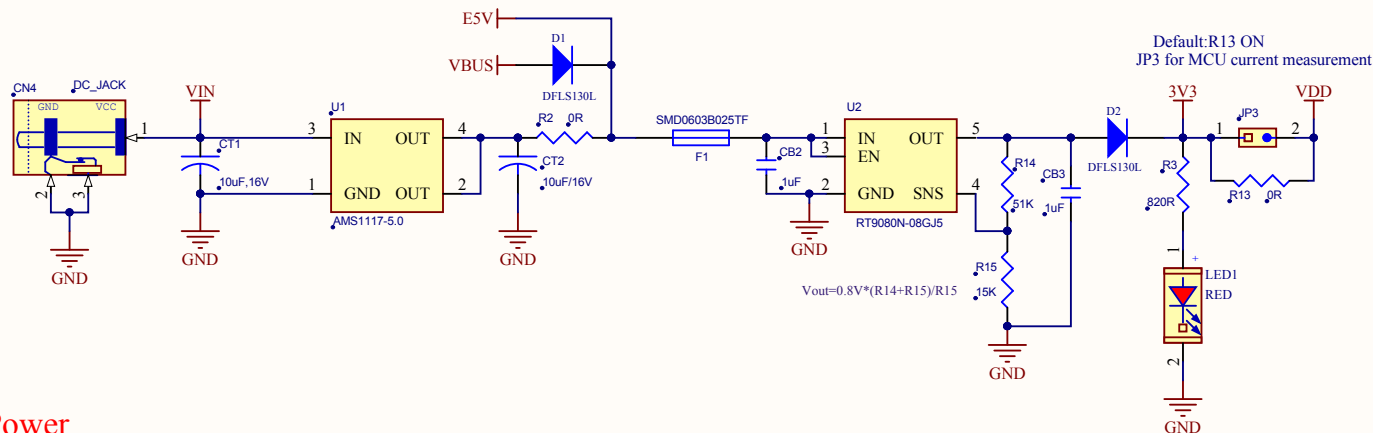 E5V
D1
VBUS
DFLS130L
Default:R13 ON
JP3 for MCU current measurement
CN4
DC_JACK
GND
VCC
1
2
3
GND
VIN
CT1
10uF,16V
GND
U1
3
IN
OUT
4
1
GND
OUT
2
AMS1117-5.0
R2
0R
CT2
10uF/16V
GND
SMD0603B025TF
F1
CB2
1uF
GND
U2
1
IN
OUT
5
3
EN
2
GND
SNS
4
RT9080N-08GJ5
R14
51K
CB3
1uF
R15
15K
Vout=0.8V*(R14+R15)/R15
GND
D2
DFLS130L
3V3
JP3
VDD
1
2
R3
820R
R13
0R
1
+
LED1
RED
2
GND
Power